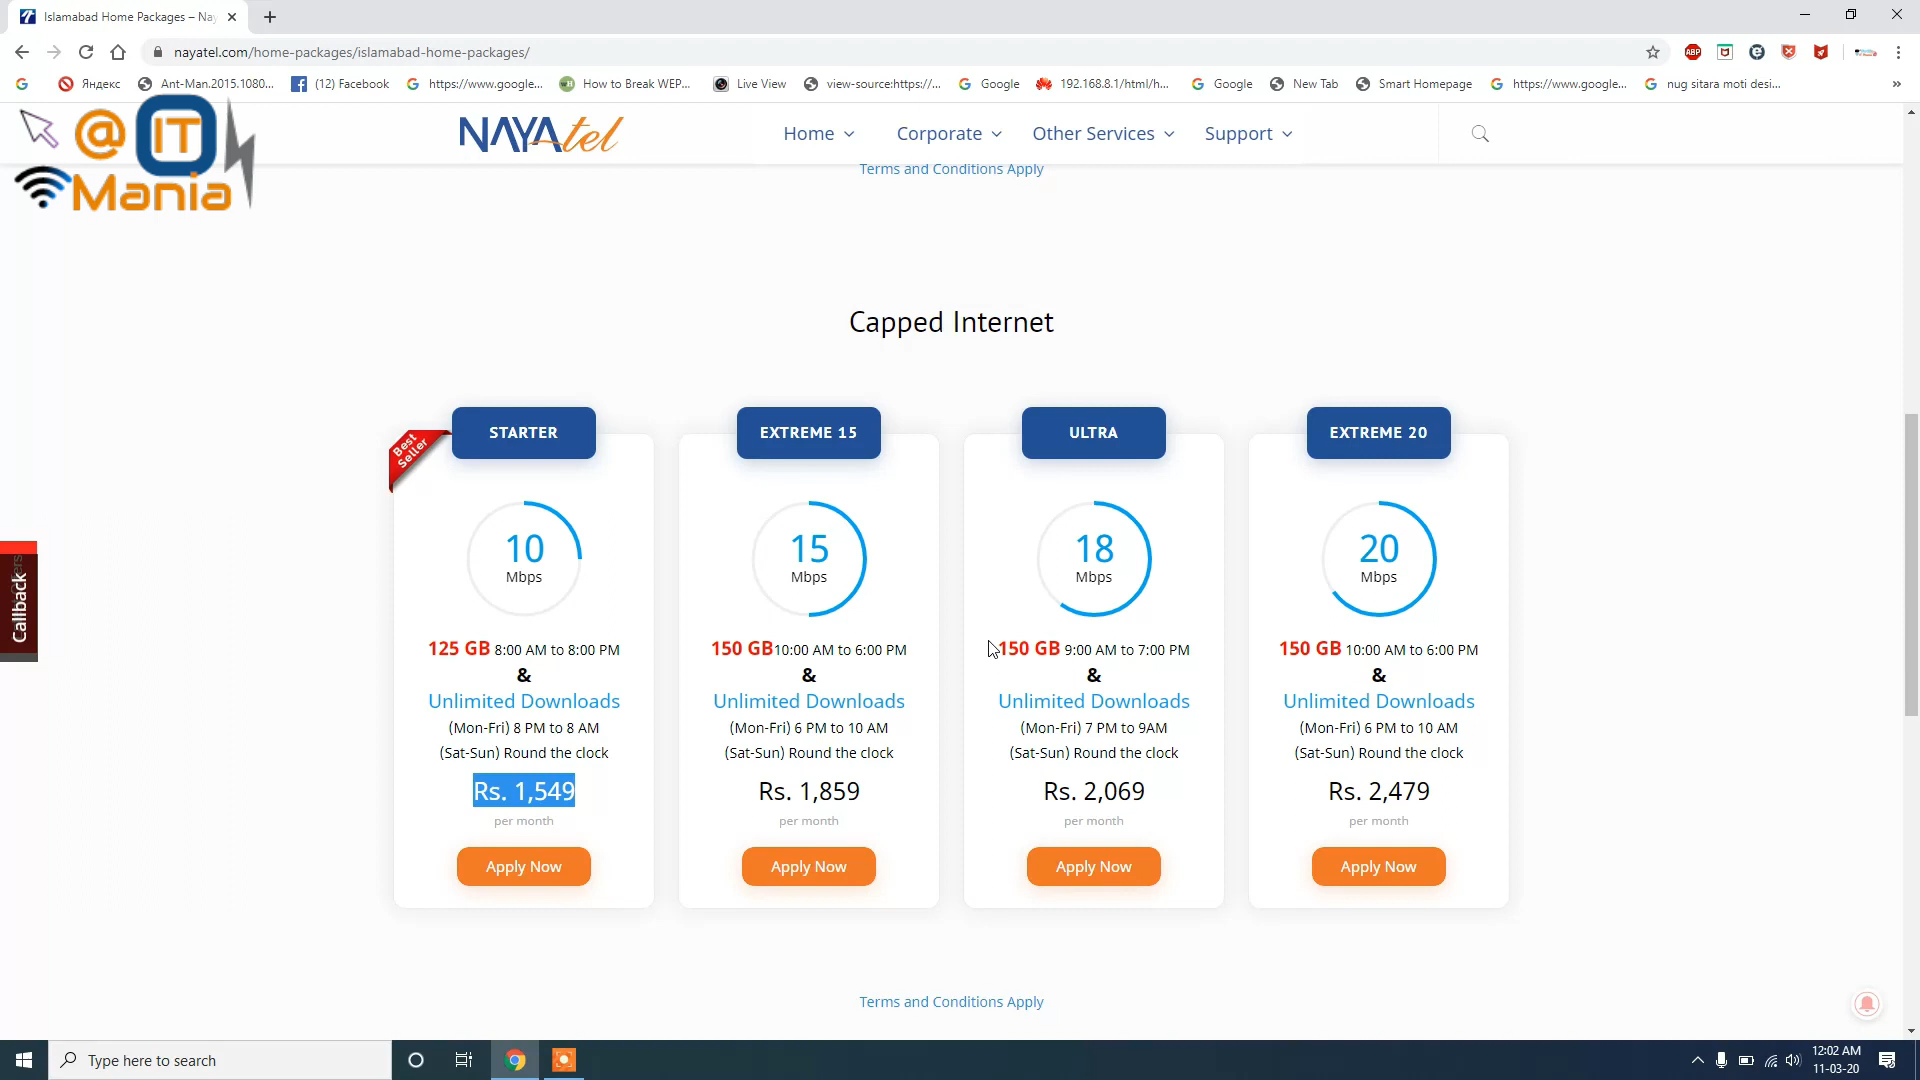 Islamabad Home Packages – Nay
nayatel.com/home-packages/islamabad-home-packages/
ABP
Яндекс
Ant-Man.2015.1080...
(12) Facebook
https://www.google...
How to Break WEP...
Live View
view-source:https://...
Google
192.168.8.1/html/h...
Google
New Tab
Smart Homepage
https://www.google...
nug sitara moti desi...
»
@ IT
Mania
NAYAtel
Home
Corporate
Other Services
Support
Terms and Conditions Apply
Capped Internet
Best Seller
STARTER
EXTREME 15
ULTRA
EXTREME 20
10
Mbps
15
Mbps
18
Mbps
20
Mbps
125 GB 8:00 AM to 8:00 PM
&
Unlimited Downloads
(Mon-Fri) 8 PM to 8 AM
(Sat-Sun) Round the clock
Rs. 1,549
per month
Apply Now
150 GB10:00 AM to 6:00 PM
&
Unlimited Downloads
(Mon-Fri) 6 PM to 10 AM
(Sat-Sun) Round the clock
Rs. 1,859
per month
Apply Now
150 GB 9:00 AM to 7:00 PM
&
Unlimited Downloads
(Mon-Fri) 7 PM to 9AM
(Sat-Sun) Round the clock
Rs. 2,069
per month
Apply Now
150 GB 10:00 AM to 6:00 PM
&
Unlimited Downloads
(Mon-Fri) 6 PM to 10 AM
(Sat-Sun) Round the clock
Rs. 2,479
per month
Apply Now
Callback
Terms and Conditions Apply
Type here to search
12:02 AM
11-03-20